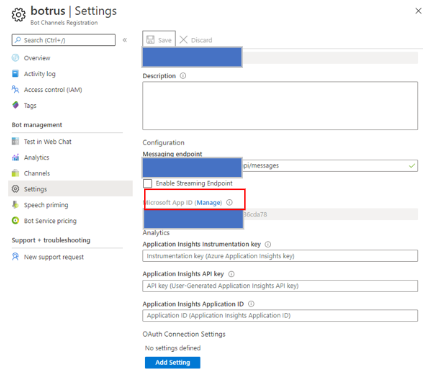 botrus | Settings
Bot Channels Registration
Search (Ctrl+/)
«
Save
Discard
Overview
Activity log
Access control (IAM)
Tags
Bot management
Test in Web Chat
Analytics
Channels
Settings
Speech priming
Bot Service pricing
Support + troubleshooting
New support request
Description
Configuration
Messaging endpoint
pi/messages
Enable Streaming Endpoint
Microsoft App ID (Manage)
Analytics
Application Insights Instrumentation key
Instrumentation key (Azure Application Insights key)
Application Insights API key
API key (User-Generated Application Insights API key)
Application Insights Application ID
Application ID (Application Insights Application ID)
OAuth Connection Settings
No settings defined
Add Setting